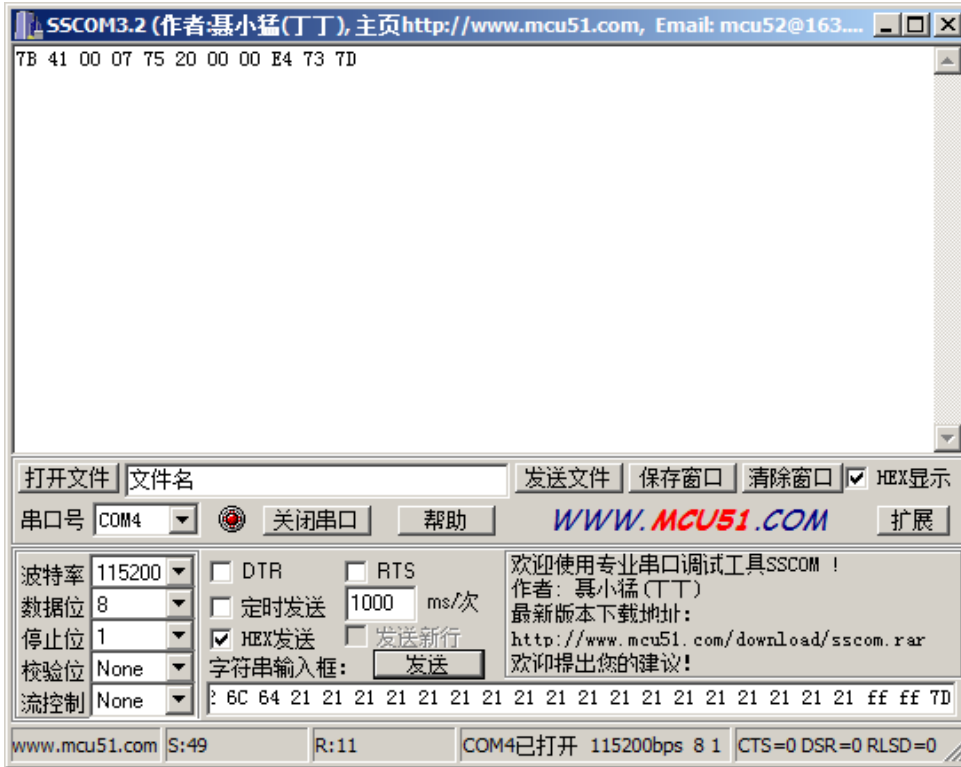 SSCOM3.2 (作者:聂小猛(丁丁), 主页http://www.mcu51.com, Email: mcu52@163....
7B 41 00 07 75 20 00 00 E4 73 7D
打开文件 文件名 发送文件 保存窗口 清除窗口 HEX显示
串口号 COM4 关闭串口 帮助 WWW.MCU51.COM 扩展
波特率 115200 DTR RTS
数据位 8 定时发送 1000 ms/次
停止位 1 HEX发送 发送新行
校验位 None 字符串输入框: 发送
流控制 None 6C 64 21 21 21 21 21 21 21 21 21 21 21 21 21 21 21 21 21 21 ff ff 7D
欢迎使用专业串口调试工具SSCOM !
作者: 聂小猛(丁丁)
最新版本下载地址:
http://www.mcu51.com/download/sscom.rar
欢迎提出您的建议!
www.mcu51.com S:49 R:11 COM4已打开 115200bps 8 1 CTS=0 DSR=0 RLSD=0